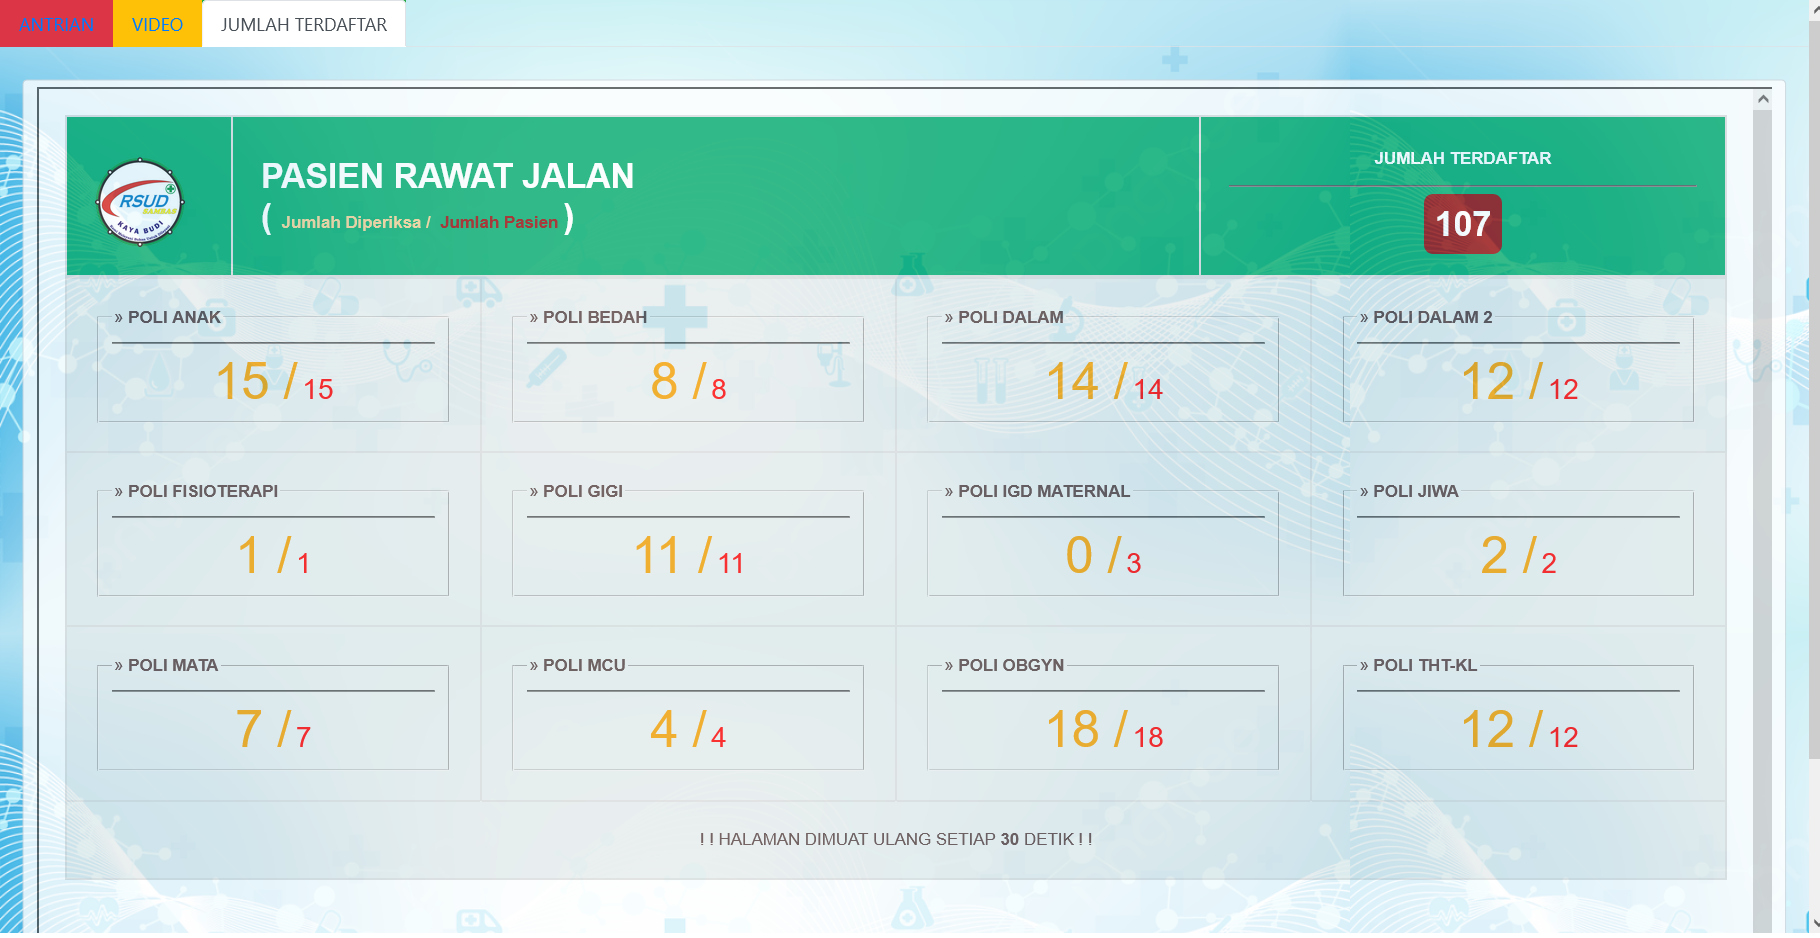 ANTRIAN VIDEO JUMLAH TERDAFTAR
RSUD
SAMBAS
KAYA BUDI
PASIEN RAWAT JALAN
( Jumlah Diperiksa / Jumlah Pasien )
JUMLAH TERDAFTAR
107
» POLI ANAK
15 / 15
» POLI BEDAH
8 / 8
» POLI DALAM
14 / 14
» POLI DALAM 2
12 / 12
» POLI FISIOTERAPI
1 / 1
» POLI GIGI
11 / 11
» POLI IGD MATERNAL
0 / 3
» POLI JIWA
2 / 2
» POLI MATA
7 / 7
» POLI MCU
4 / 4
» POLI OBGYN
18 / 18
» POLI THT-KL
12 / 12
! ! HALAMAN DIMUAT ULANG SETIAP 30 DETIK ! !